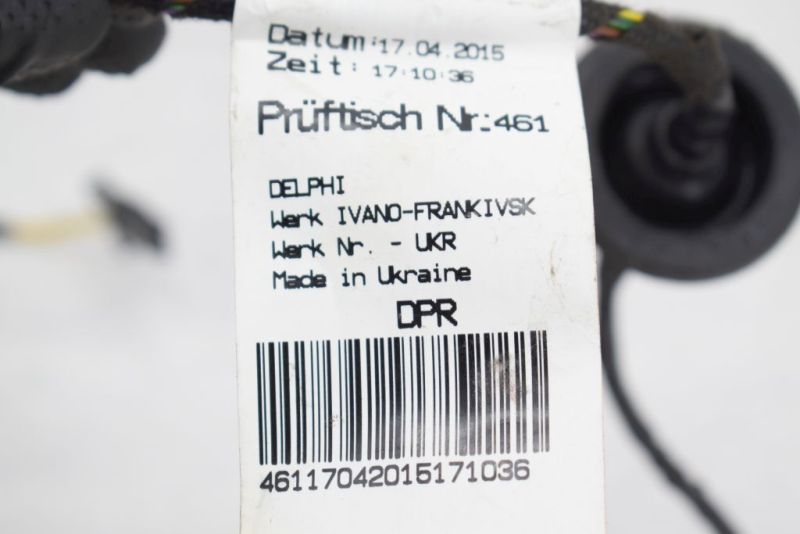 Datum:17.04.2015
Zeit: 17:10:36
Prüftisch Nr.:461
DELPHI
Werk IVANO-FRANKIVSK
Werk Nr. - UKR
Made in Ukraine
DPR
46117042015171036